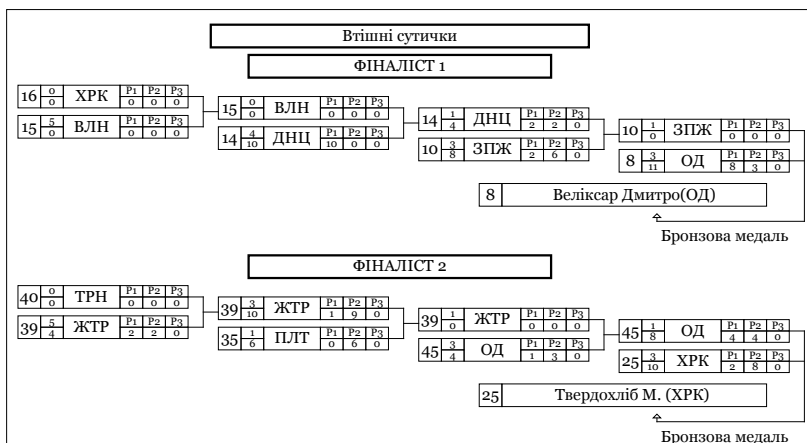 Втішні сутички
ФІНАЛІСТ 1
16 0 0 ХРК P1 P2 P3 0 0 0
15 5 0 ВЛН P1 P2 P3 0 0 0
15 0 0 ВЛН P1 P2 P3 0 0 0
14 4 10 ДНЦ P1 P2 P3 10 0 0
14 1 4 ДНЦ P1 P2 P3 2 2 0
10 3 8 ЗПЖ P1 P2 P3 2 6 0
10 1 0 ЗПЖ P1 P2 P3 0 0 0
8 3 11 ОД P1 P2 P3 8 3 0
8 Веліксар Дмитро(ОД)
Бронзова медаль
ФІНАЛІСТ 2
40 0 0 ТРН P1 P2 P3 0 0 0
39 5 4 ЖТР P1 P2 P3 2 2 0
39 3 10 ЖТР P1 P2 P3 1 9 0
35 1 6 ПЛТ P1 P2 P3 0 6 0
39 1 0 ЖТР P1 P2 P3 0 0 0
45 3 4 ОД P1 P2 P3 1 3 0
45 1 8 ОД P1 P2 P3 4 4 0
25 3 10 ХРК P1 P2 P3 2 8 0
25 Твердохліб М. (ХРК)
Бронзова медаль